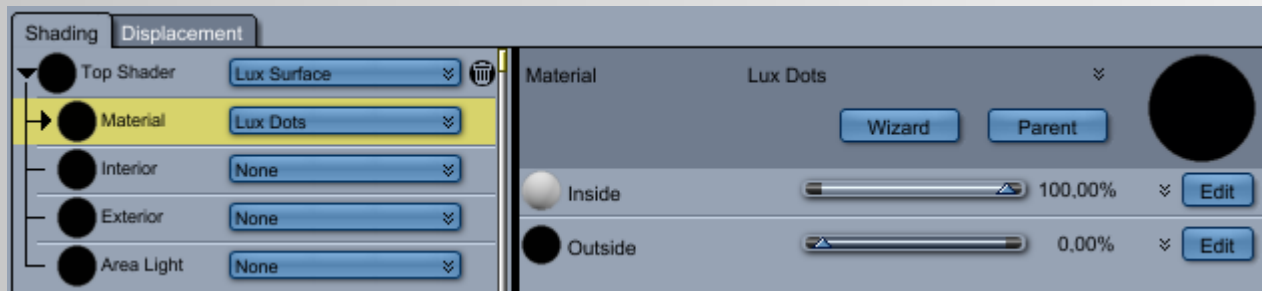 Shading Displacement
Top Shader Lux Surface
Material Lux Dots
Interior None
Exterior None
Area Light None
Material Lux Dots
Wizard Parent
Inside 100,00% Edit
Outside 0,00% Edit